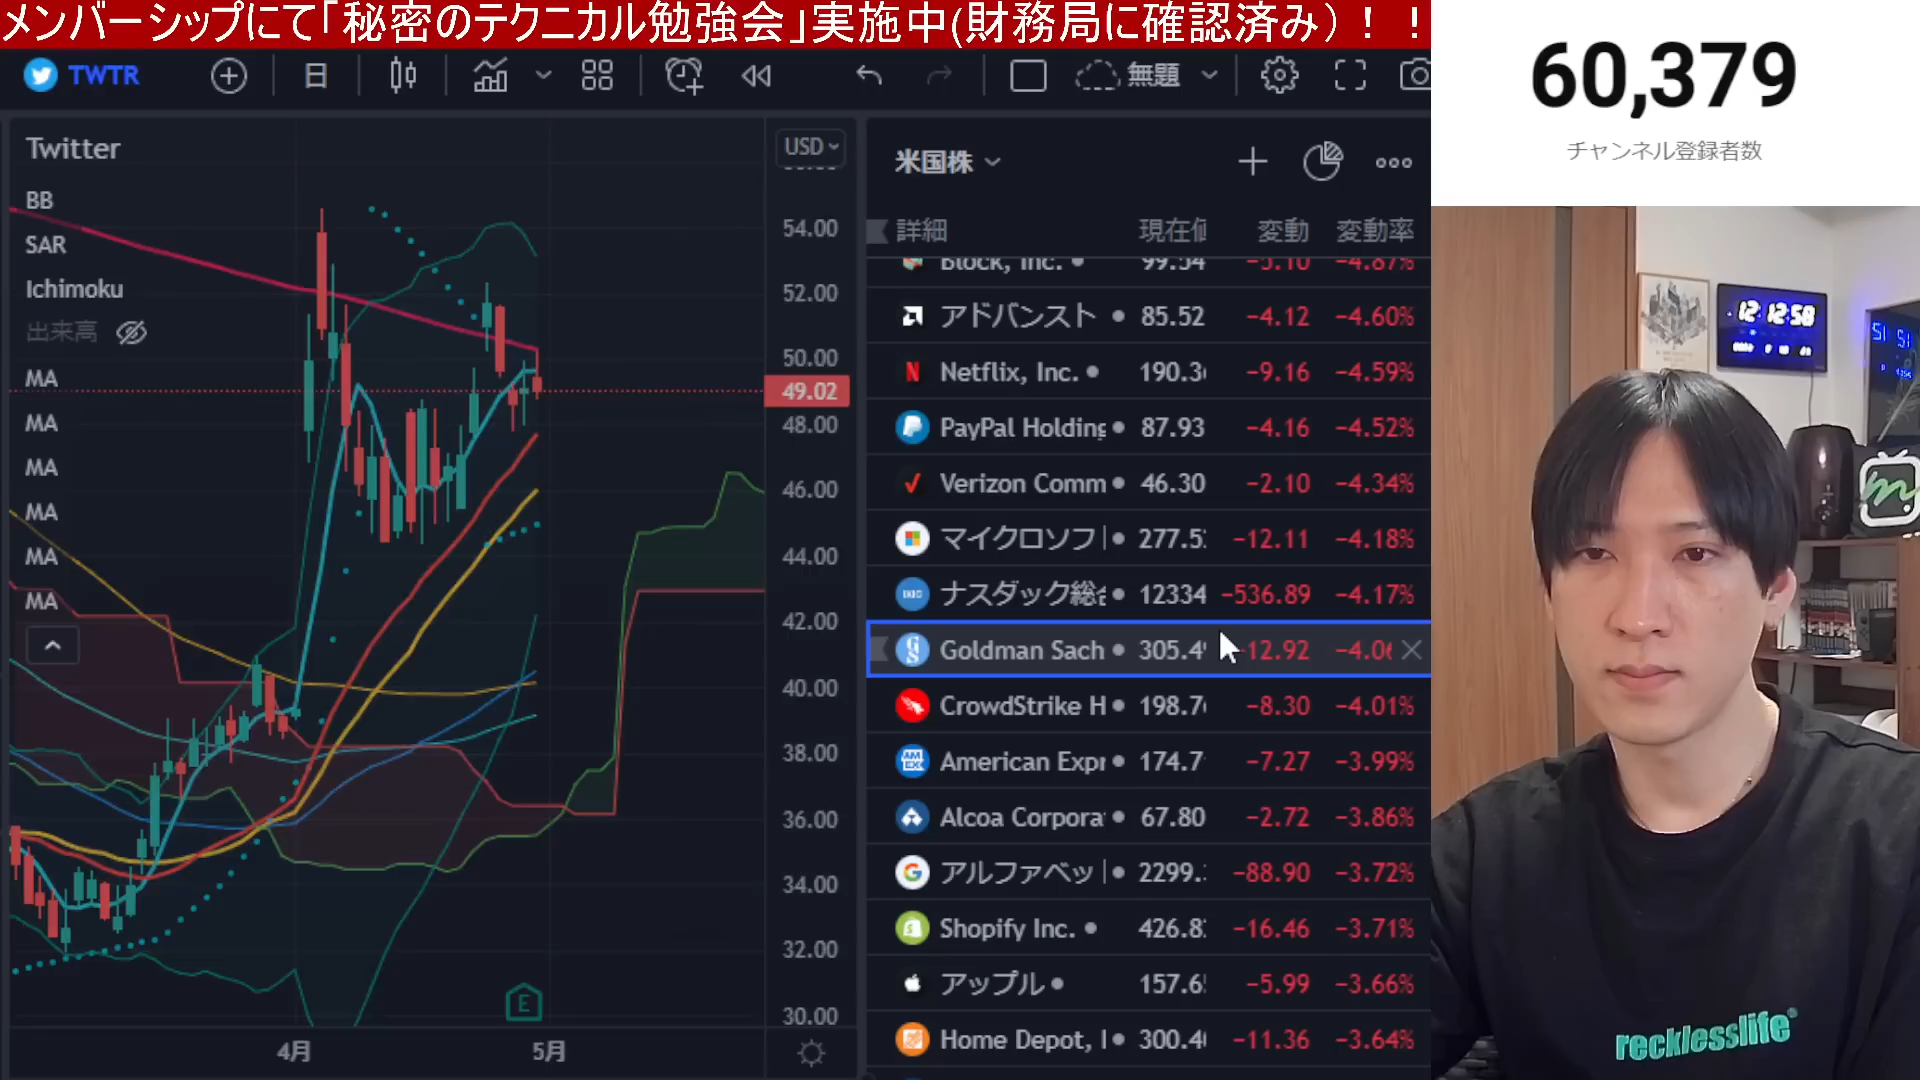 メンバーシップにて「秘密のテクニカル勉強会」実施中(財務局に確認済み)！！
TWTR
日
無題
60,379
チャンネル登録者数
Twitter
USD
BB
SAR
Ichimoku
出来高
MA
MA
MA
MA
MA
MA
54.00
52.00
50.00
49.02
48.00
46.00
44.00
42.00
40.00
38.00
36.00
34.00
32.00
30.00
E
4月
5月
米国株
詳細 現在値 変動 変動率
Block, Inc. 99.54 −5.10 −4.87%
アドバンスト 85.52 −4.12 −4.60%
Netflix, Inc. 190.3 −9.16 −4.59%
PayPal Holding 87.93 −4.16 −4.52%
Verizon Comm 46.30 −2.10 −4.34%
マイクロソフ 277.5 −12.11 −4.18%
ナスダック総合 12334 −536.89 −4.17%
Goldman Sach 305.4 −12.92 −4.0
CrowdStrike H 198.7 −8.30 −4.01%
American Expr 174.7 −7.27 −3.99%
Alcoa Corpora 67.80 −2.72 −3.86%
アルファベッ 2299. −88.90 −3.72%
Shopify Inc. 426.8 −16.46 −3.71%
アップル 157.6 −5.99 −3.66%
Home Depot, I 300.4 −11.36 −3.64%
12:12:58
recklesslife